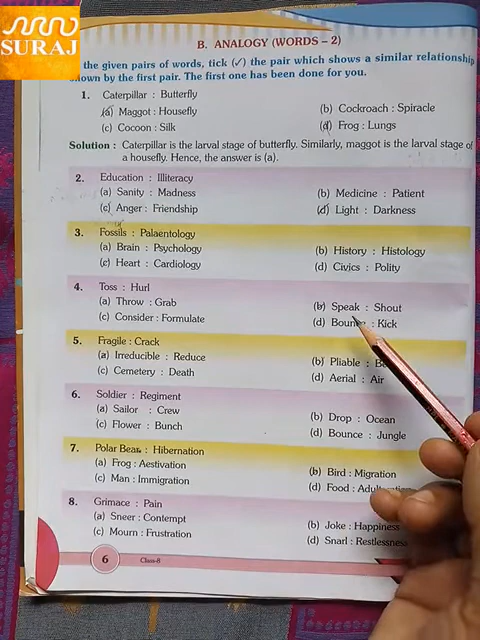 SURAJ
B. ANALOGY (WORDS – 2)
the given pairs of words, tick (✓) the pair which shows a similar relationship
shown by the first pair. The first one has been done for you.
1. Caterpillar : Butterfly
(a) Maggot : Housefly (b) Cockroach : Spiracle
(c) Cocoon : Silk (d) Frog : Lungs
Solution : Caterpillar is the larval stage of butterfly. Similarly, maggot is the larval stage of
a housefly. Hence, the answer is (a).
2. Education : Illiteracy
(a) Sanity : Madness (b) Medicine : Patient
(c) Anger : Friendship (d) Light : Darkness
3. Fossils : Palaentology
(a) Brain : Psychology (b) History : Histology
(c) Heart : Cardiology (d) Civics : Polity
4. Toss : Hurl
(a) Throw : Grab (b) Speak : Shout
(c) Consider : Formulate (d) Bounce : Kick
5. Fragile : Crack
(a) Irreducible : Reduce (b) Pliable :
(c) Cemetery : Death (d) Aerial : Air
6. Soldier : Regiment
(a) Sailor : Crew (b) Drop : Ocean
(c) Flower : Bunch (d) Bounce : Jungle
7. Polar Bear : Hibernation
(a) Frog : Aestivation (b) Bird : Migration
(c) Man : Immigration (d) Food :
8. Grimace : Pain
(a) Sneer : Contempt (b) Joke : Happiness
(c) Mourn : Frustration (d) Snarl : Restlessness
6 Class-8